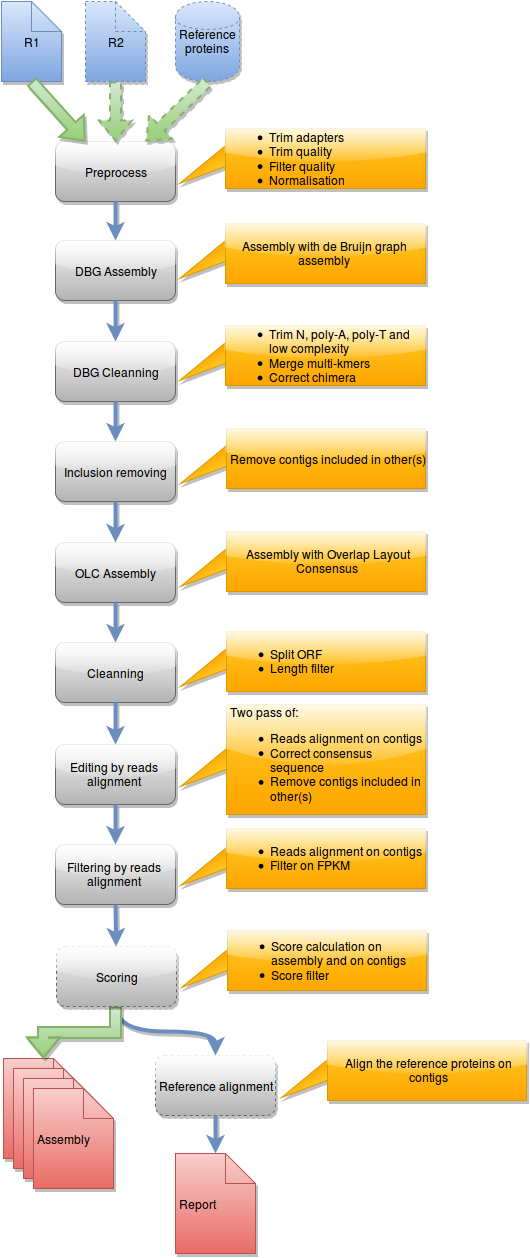 R1
R2
Reference
proteins
Preprocess
• Trim adapters
• Trim quality
• Filter quality
• Normalisation
DBG Assembly
Assembly with de Bruijn graph
assembly
DBG Cleanning
• Trim N, poly-A, poly-T and
low complexity
• Merge multi-kmers
• Correct chimera
Inclusion removing
Remove contigs included in other(s)
OLC Assembly
Assembly with Overlap Layout
Consensus
Cleanning
• Split ORF
• Length filter
Editing by reads
alignment
Two pass of:
• Reads alignment on contigs
• Correct consensus
sequence
• Remove contigs included in
other(s)
Filtering by reads
alignment
• Reads alignment on contigs
• Filter on FPKM
Scoring
• Score calculation on
assembly and on contigs
• Score filter
Reference alignment
Align the reference proteins on
contigs
Assembly
Report